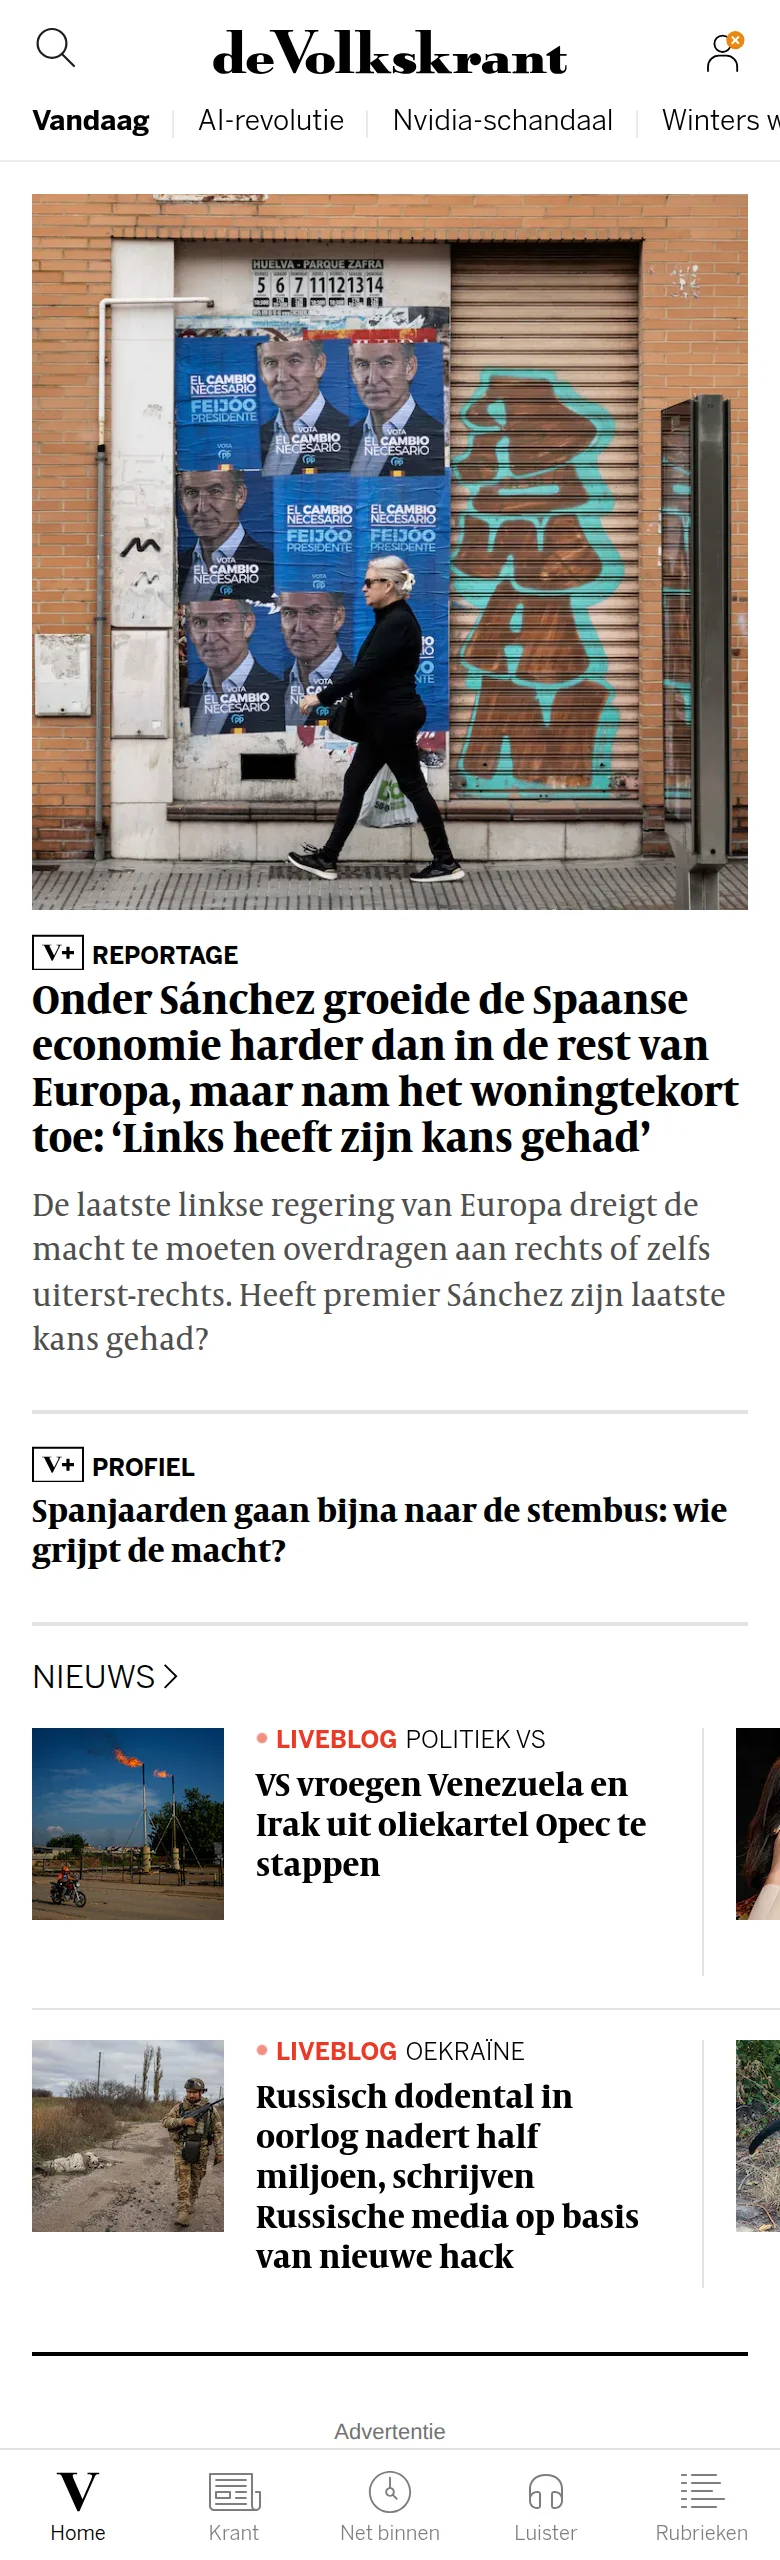 deVolkskrant
Vandaag
AI-revolutie
Nvidia-schandaal
Winters w
HUELVA - PARQUE ZAFRA
5 6 7 11 12 13 14
EL CAMBIO
NECESARIO
FEIJÓO
PRESIDENTE
VOTA
VOTA
EL CAMBIO
NECESARIO
VOTA
EL CAMBIO
NECESARIO
EL CAMBIO
NECESARIO
FEIJÓO
PRESIDENTE
VOTA
EL CAMBIO
NECESARIO
FEIJÓO
PRESIDENTE
VOTA
EL CAMBIO
NECESARIO
VOTA
EL CAMBIO
NECESARIO
VOTA
V+ REPORTAGE
Onder Sánchez groeide de Spaanse
economie harder dan in de rest van
Europa, maar nam het woningtekort
toe: ‘Links heeft zijn kans gehad’
De laatste linkse regering van Europa dreigt de
macht te moeten overdragen aan rechts of zelfs
uiterst-rechts. Heeft premier Sánchez zijn laatste
kans gehad?
V+ PROFIEL
Spanjaarden gaan bijna naar de stembus: wie
grijpt de macht?
NIEUWS
LIVEBLOG POLITIEK VS
VS vroegen Venezuela en
Irak uit oliekartel Opec te
stappen
LIVEBLOG OEKRAÏNE
Russisch dodental in
oorlog nadert half
miljoen, schrijven
Russische media op basis
van nieuwe hack
Advertentie
V
Home
Krant
Net binnen
Luister
Rubrieken